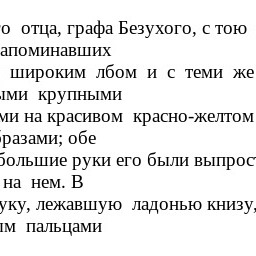 о отца, графа Безухого, с тою
апоминавших
широким лбом и с теми же
ыми крупными
ми на красивом красно-желтом
бразами; обе
большие руки его были выпрост
на нем. В
уку, лежавшую ладонью книзу,
ым пальцами